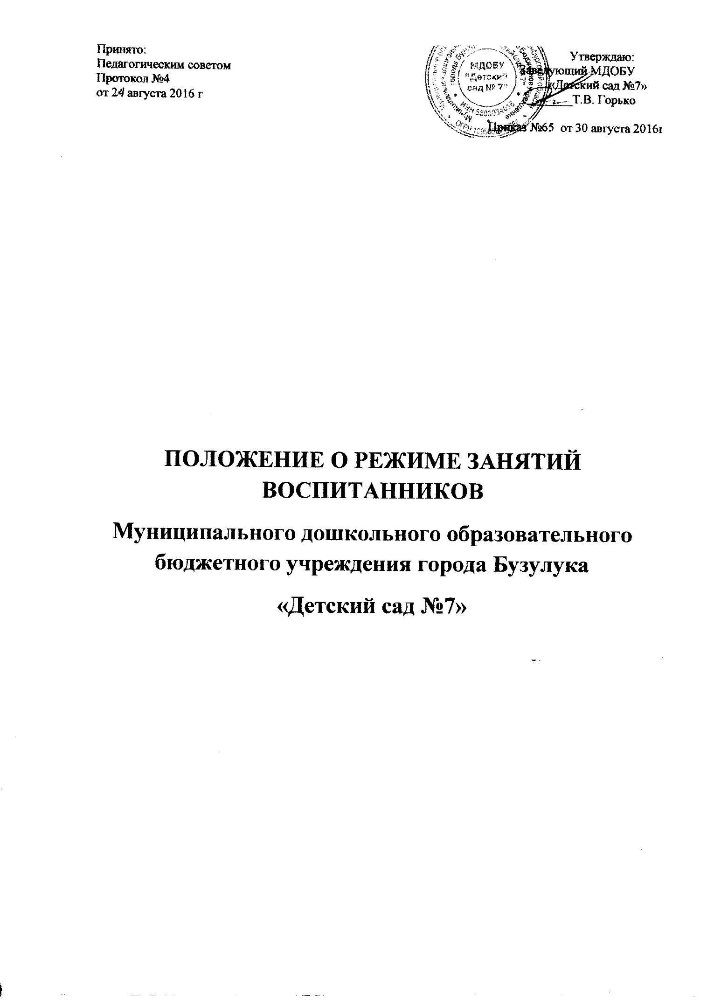 Принято:
Педагогическим советом
Протокол №4
от августа 2016 г
Утверждаю:
Заведующий МДОБУ
«Детский сад №7»
Т.В. Горько
Приказ №65 от 30 августа 2016г
МДОБУ
"Детский
сад № 7"
ПОЛОЖЕНИЕ О РЕЖИМЕ ЗАНЯТИЙ
ВОСПИТАННИКОВ
Муниципального дошкольного образовательного
бюджетного учреждения города Бузулука
«Детский сад №7»